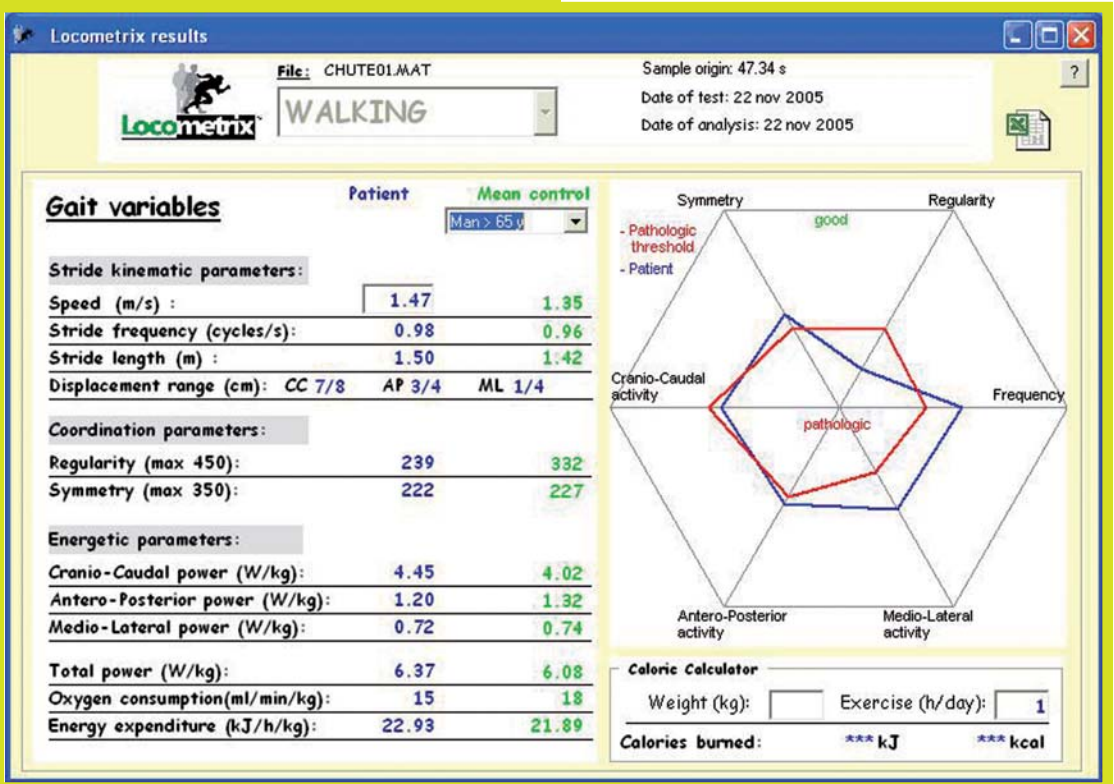 Locometrix results
File: CHUTE01.MAT
WALKING
Locometrix
Sample origin: 47.34 s
Date of test: 22 nov 2005
Date of analysis: 22 nov 2005
?
Gait variables
Patient
Mean control
Man > 65 y
Stride kinematic parameters:
Speed (m/s) : 1.47 1.35
Stride frequency (cycles/s): 0.98 0.96
Stride length (m) : 1.50 1.42
Displacement range (cm): CC 7/8 AP 3/4 ML 1/4
Coordination parameters:
Regularity (max 450): 239 332
Symmetry (max 350): 222 227
Energetic parameters:
Cranio-Caudal power (W/kg): 4.45 4.02
Antero-Posterior power (W/kg): 1.20 1.32
Medio-Lateral power (W/kg): 0.72 0.74
Total power (W/kg): 6.37 6.08
Oxygen consumption(ml/min/kg): 15 18
Energy expenditure (kJ/h/kg): 22.93 21.89
Symmetry
Regularity
- Pathologic
threshold
- Patient
good
Cranio-Caudal
activity
Frequency
pathologic
Antero-Posterior
activity
Medio-Lateral
activity
Caloric Calculator
Weight (kg): Exercise (h/day): 1
Calories burned: *** kJ *** kcal